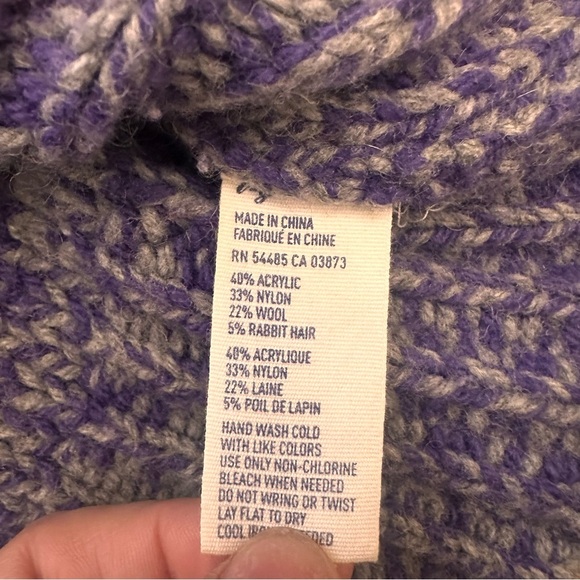 MADE IN CHINA
FABRIQUÉ EN CHINE
RN 54485 CA 03873
40% ACRYLIC
33% NYLON
22% WOOL
5% RABBIT HAIR
40% ACRYLIQUE
33% NYLON
22% LAINE
5% POIL DE LAPIN
HAND WASH COLD
WITH LIKE COLORS
USE ONLY NON-CHLORINE
BLEACH WHEN NEEDED
DO NOT WRING OR TWIST
LAY FLAT TO DRY
COOL